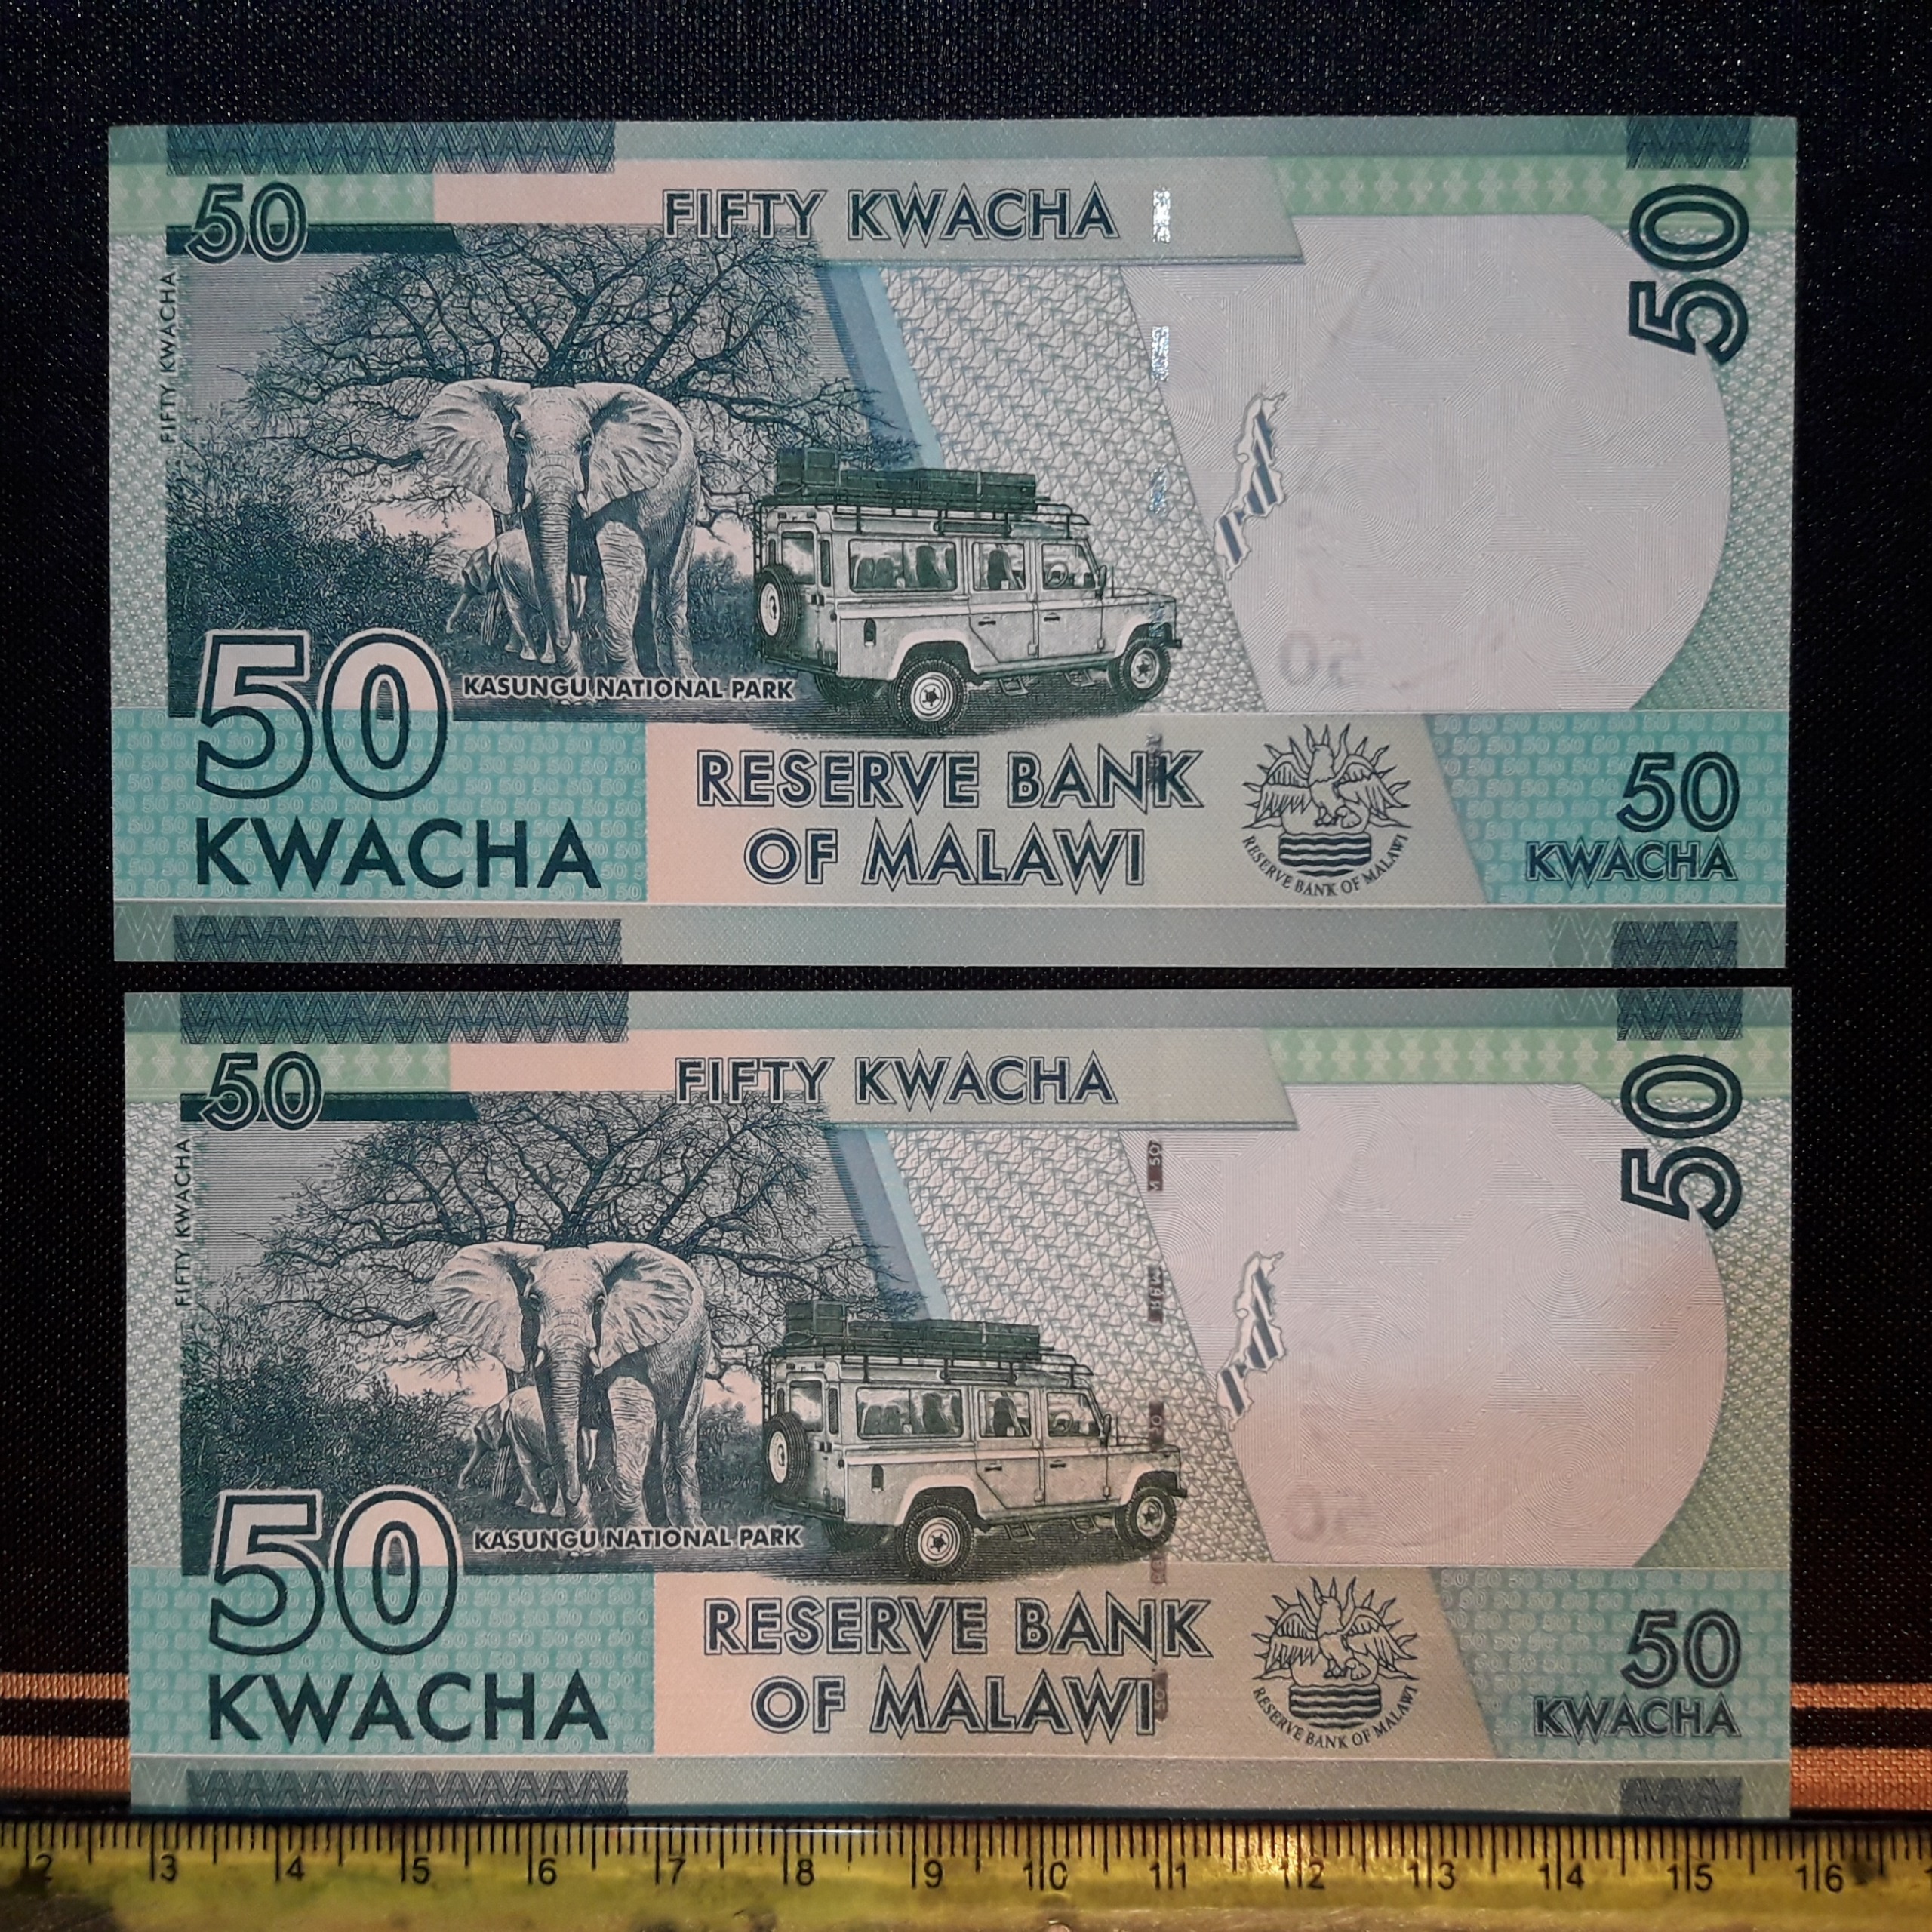 50
FIFTY KWACHA
50
FIFTY KWACHA
KASUNGU NATIONAL PARK
50
KWACHA
RESERVE BANK
OF MALAWI
RESERVE BANK OF MALAWI
50
KWACHA
50
50
FIFTY KWACHA
50
FIFTY KWACHA
M 50
KASUNGU NATIONAL PARK
50
KWACHA
RESERVE BANK
OF MALAWI
RESERVE BANK OF MALAWI
50
KWACHA
50
2 3 4 5 6 7 8 9 10 11 12 13 14 15 16